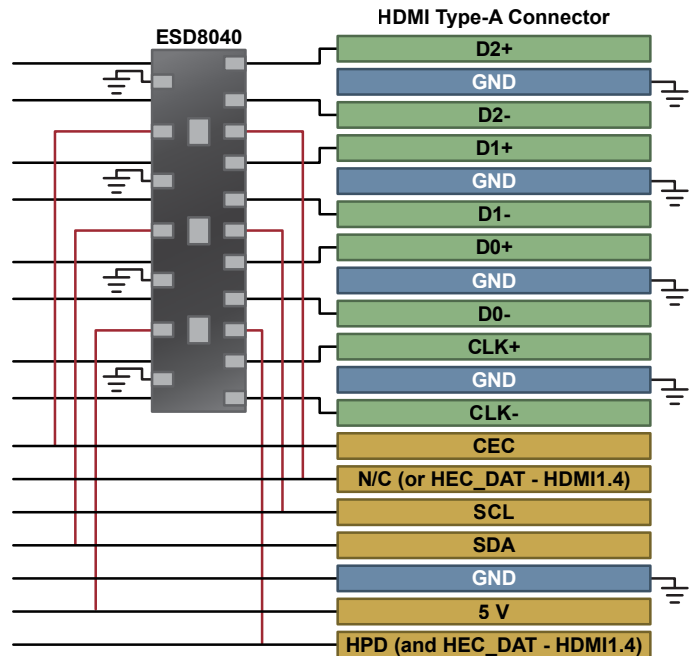 HDMI Type-A Connector
ESD8040
D2+
GND
D2-
D1+
GND
D1-
D0+
GND
D0-
CLK+
GND
CLK-
CEC
N/C (or HEC_DAT - HDMI1.4)
SCL
SDA
GND
5 V
HPD (and HEC_DAT - HDMI1.4)